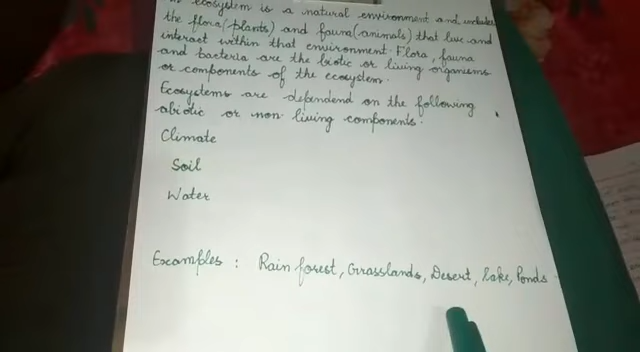 ecosystem is a natural environment and includes
the flora (plants) and fauna (animals) that live and
interact within that environment. Flora, fauna
and bacteria are the biotic or living organisms
or components of the ecosystem.
Ecosystems are dependend on the following
abiotic or non living components.
Climate
Soil
Water
Examples : Rain forest, Grasslands, Desert, Lake, Ponds